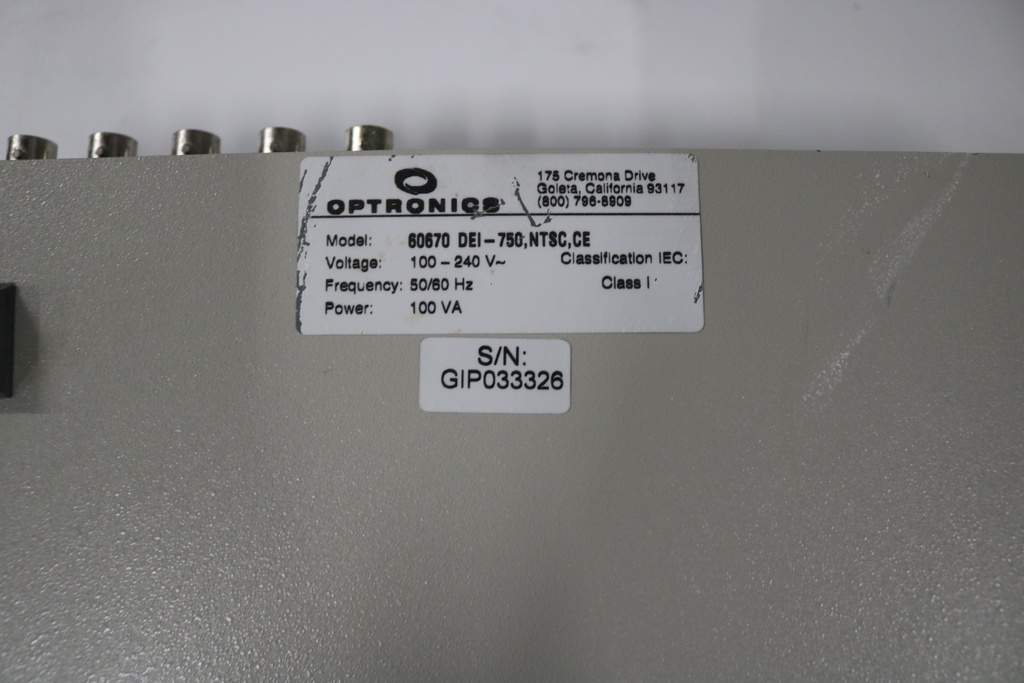 OPTRONICS
175 Cremona Drive
Goleta, California 93117
(800) 796-8909
Model: 60670 DEI-750,NTSC,CE
Voltage: 100-240 V~ Classification IEC:
Frequency: 50/60 Hz Class I
Power: 100 VA
S/N:
GIP033326